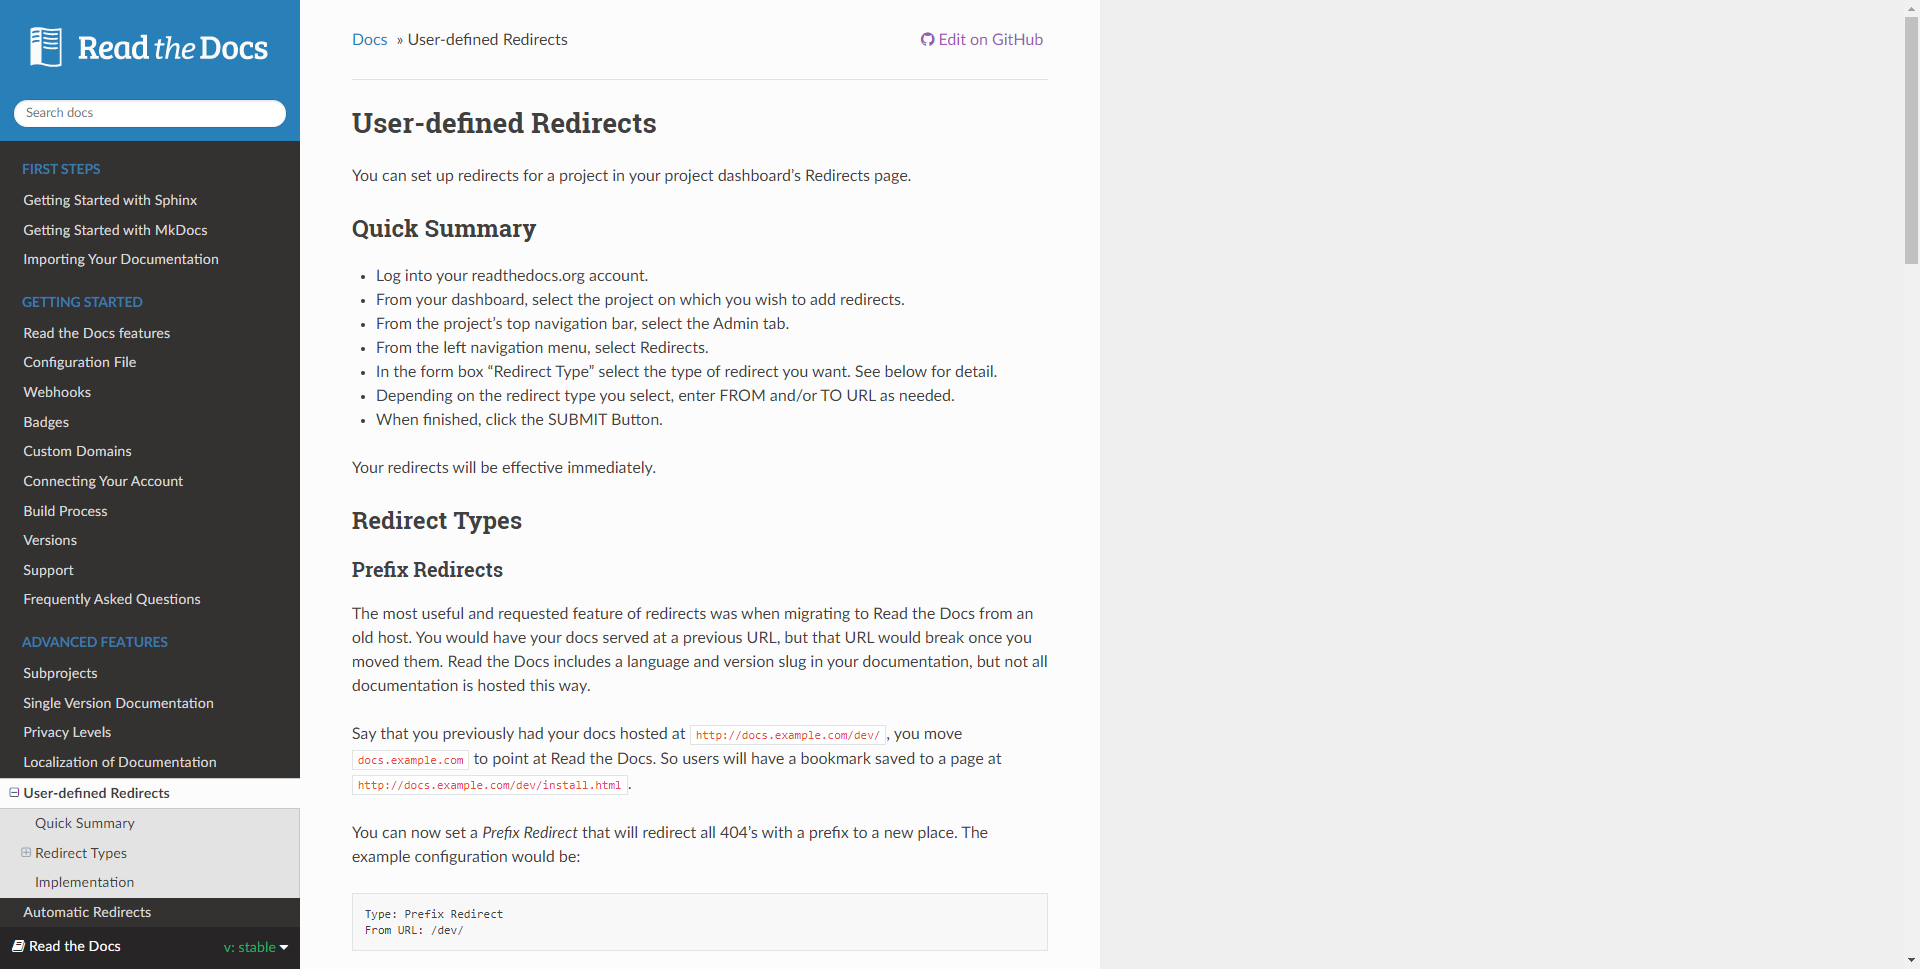 Read the Docs
Search docs
FIRST STEPS
Getting Started with Sphinx
Getting Started with MkDocs
Importing Your Documentation
GETTING STARTED
Read the Docs features
Configuration File
Webhooks
Badges
Custom Domains
Connecting Your Account
Build Process
Versions
Support
Frequently Asked Questions
ADVANCED FEATURES
Subprojects
Single Version Documentation
Privacy Levels
Localization of Documentation
User-defined Redirects
Quick Summary
Redirect Types
Implementation
Automatic Redirects
Read the Docs v: stable
Docs » User-defined Redirects Edit on GitHub
User-defined Redirects
You can set up redirects for a project in your project dashboard’s Redirects page.
Quick Summary
• Log into your readthedocs.org account.
• From your dashboard, select the project on which you wish to add redirects.
• From the project’s top navigation bar, select the Admin tab.
• From the left navigation menu, select Redirects.
• In the form box “Redirect Type” select the type of redirect you want. See below for detail.
• Depending on the redirect type you select, enter FROM and/or TO URL as needed.
• When finished, click the SUBMIT Button.
Your redirects will be effective immediately.
Redirect Types
Prefix Redirects
The most useful and requested feature of redirects was when migrating to Read the Docs from an
old host. You would have your docs served at a previous URL, but that URL would break once you
moved them. Read the Docs includes a language and version slug in your documentation, but not all
documentation is hosted this way.
Say that you previously had your docs hosted at http://docs.example.com/dev/, you move
docs.example.com to point at Read the Docs. So users will have a bookmark saved to a page at
http://docs.example.com/dev/install.html.
You can now set a Prefix Redirect that will redirect all 404’s with a prefix to a new place. The
example configuration would be:
Type: Prefix Redirect
From URL: /dev/